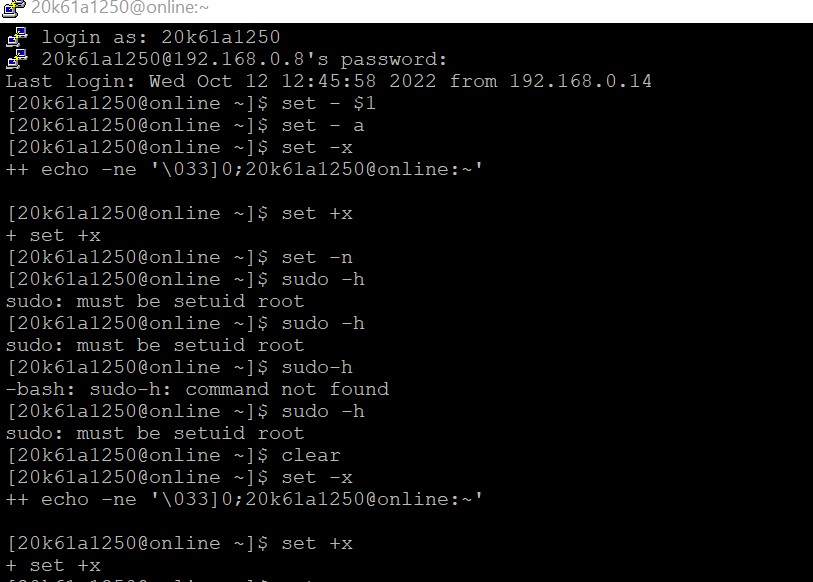 20k61a1250@online:~
login as: 20k61a1250
20k61a1250@192.168.0.8's password:
Last login: Wed Oct 12 12:45:58 2022 from 192.168.0.14
[20k61a1250@online ~]$ set - $1
[20k61a1250@online ~]$ set - a
[20k61a1250@online ~]$ set -x
++ echo -ne '\033]0;20k61a1250@online:~'
[20k61a1250@online ~]$ set +x
+ set +x
[20k61a1250@online ~]$ set -n
[20k61a1250@online ~]$ sudo -h
sudo: must be setuid root
[20k61a1250@online ~]$ sudo -h
sudo: must be setuid root
[20k61a1250@online ~]$ sudo-h
-bash: sudo-h: command not found
[20k61a1250@online ~]$ sudo -h
sudo: must be setuid root
[20k61a1250@online ~]$ clear
[20k61a1250@online ~]$ set -x
++ echo -ne '\033]0;20k61a1250@online:~'
[20k61a1250@online ~]$ set +x
+ set +x